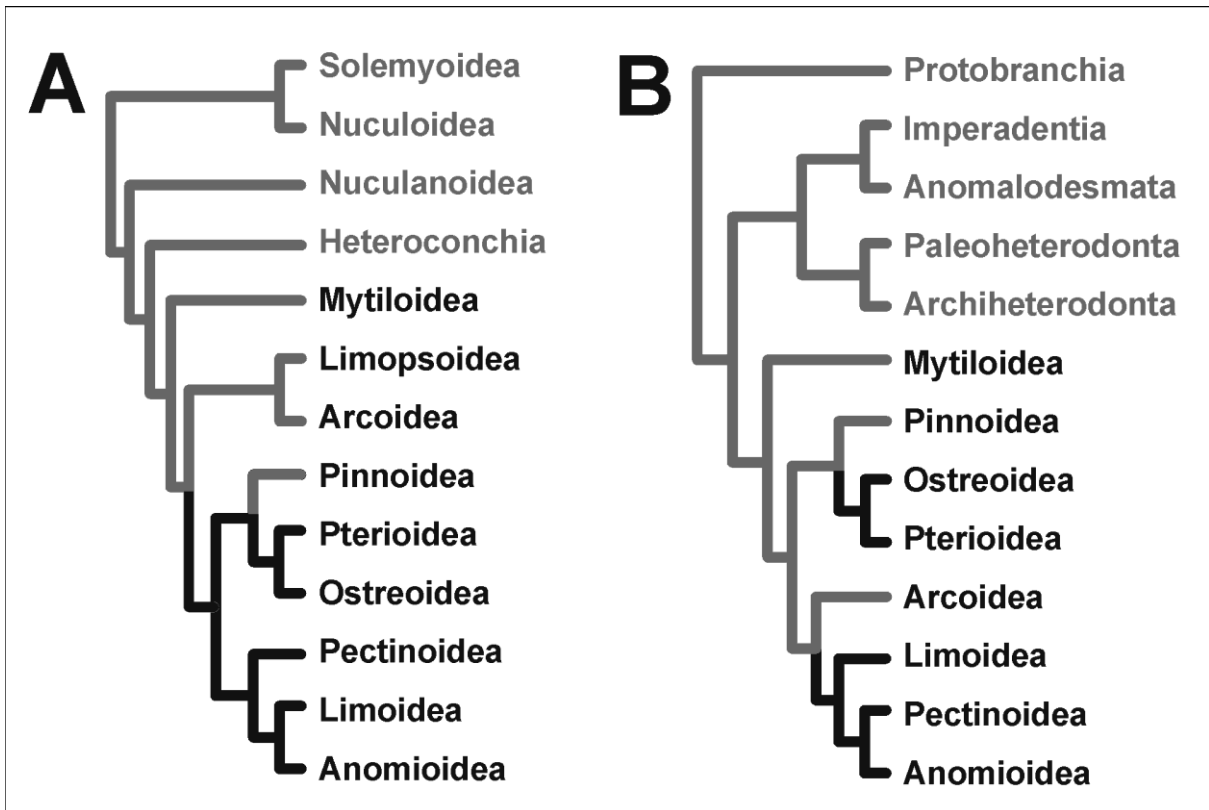 A
Solemyoidea
Nuculoidea
Nuculanoidea
Heteroconchia
Mytiloidea
Limopsoidea
Arcoidea
Pinnoidea
Pterioidea
Ostreoidea
Pectinoidea
Limoidea
Anomioidea
B
Protobranchia
Imperadentia
Anomalodesmata
Paleoheterodonta
Archiheterodonta
Mytiloidea
Pinnoidea
Ostreoidea
Pterioidea
Arcoidea
Limoidea
Pectinoidea
Anomioidea